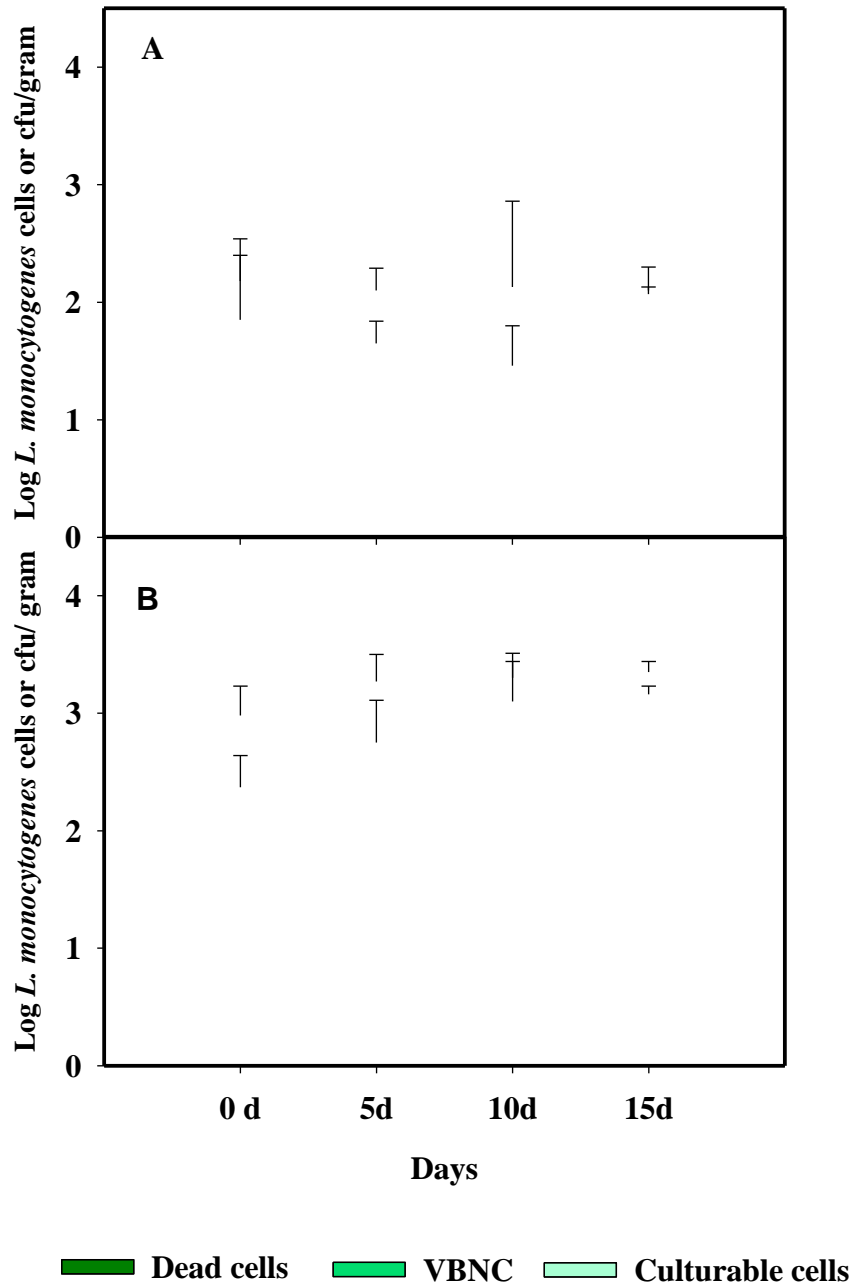 A
4
3
2
1
0
Log L. monocytogenes cells or cfu/gram
B
4
3
2
1
0
Log L. monocytogenes cells or cfu/ gram
0 d 5d 10d 15d
Days
Dead cells VBNC Culturable cells